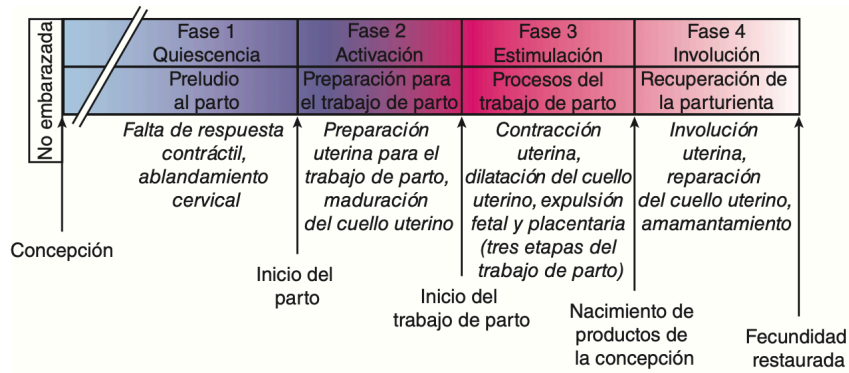 No embarazada
Fase 1
Quiescencia
Preludio
al parto
Falta de respuesta
contráctil,
ablandamiento
cervical
Fase 2
Activación
Preparación para
el trabajo de parto
Preparación
uterina para el
trabajo de parto,
maduración
del cuello uterino
Fase 3
Estimulación
Procesos del
trabajo de parto
Contracción
uterina,
dilatación del cuello
uterino, expulsión
fetal y placentaria
(tres etapas del
trabajo de parto)
Fase 4
Involución
Recuperación de
la parturienta
Involución
uterina,
reparación
del cuello uterino,
amamantamiento
Concepción
Inicio del
parto
Inicio del
trabajo de parto
Nacimiento de
productos de
la concepción
Fecundidad
restaurada